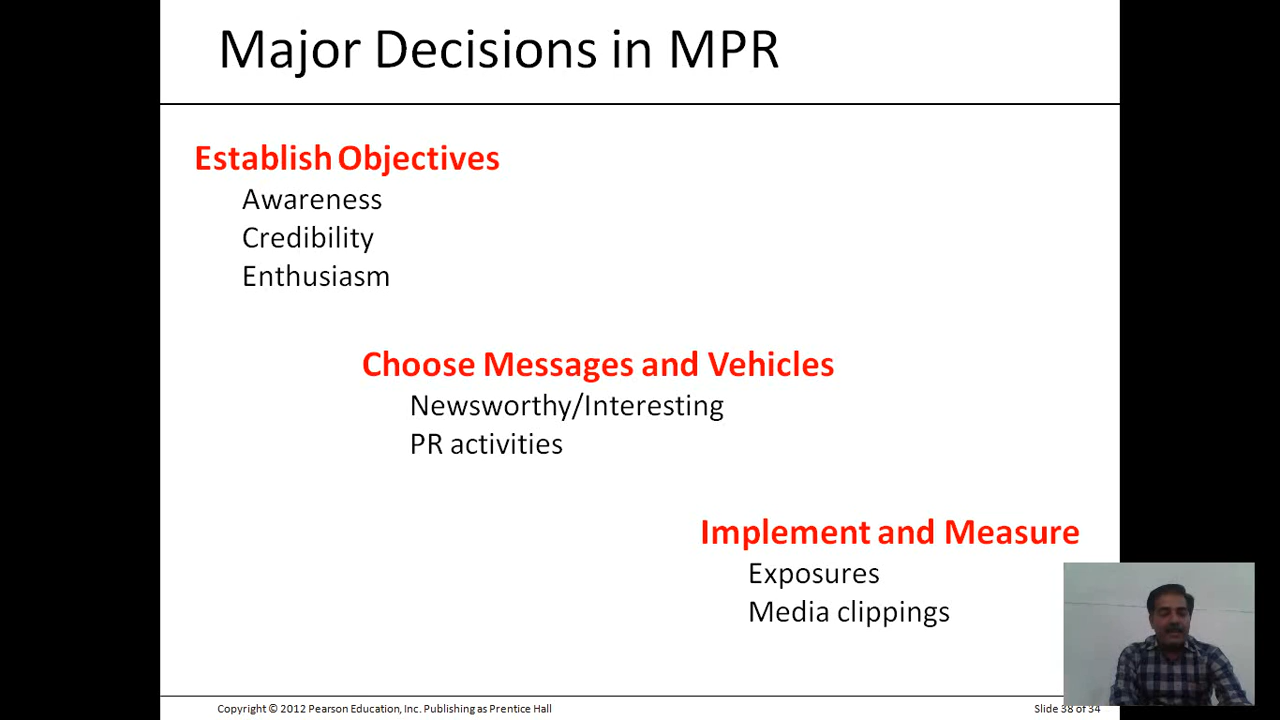 Major Decisions in MPR
Establish Objectives
Awareness
Credibility
Enthusiasm
Choose Messages and Vehicles
Newsworthy/Interesting
PR activities
Implement and Measure
Exposures
Media clippings
Copyright © 2012 Pearson Education, Inc. Publishing as Prentice Hall
Slide 38 of 34